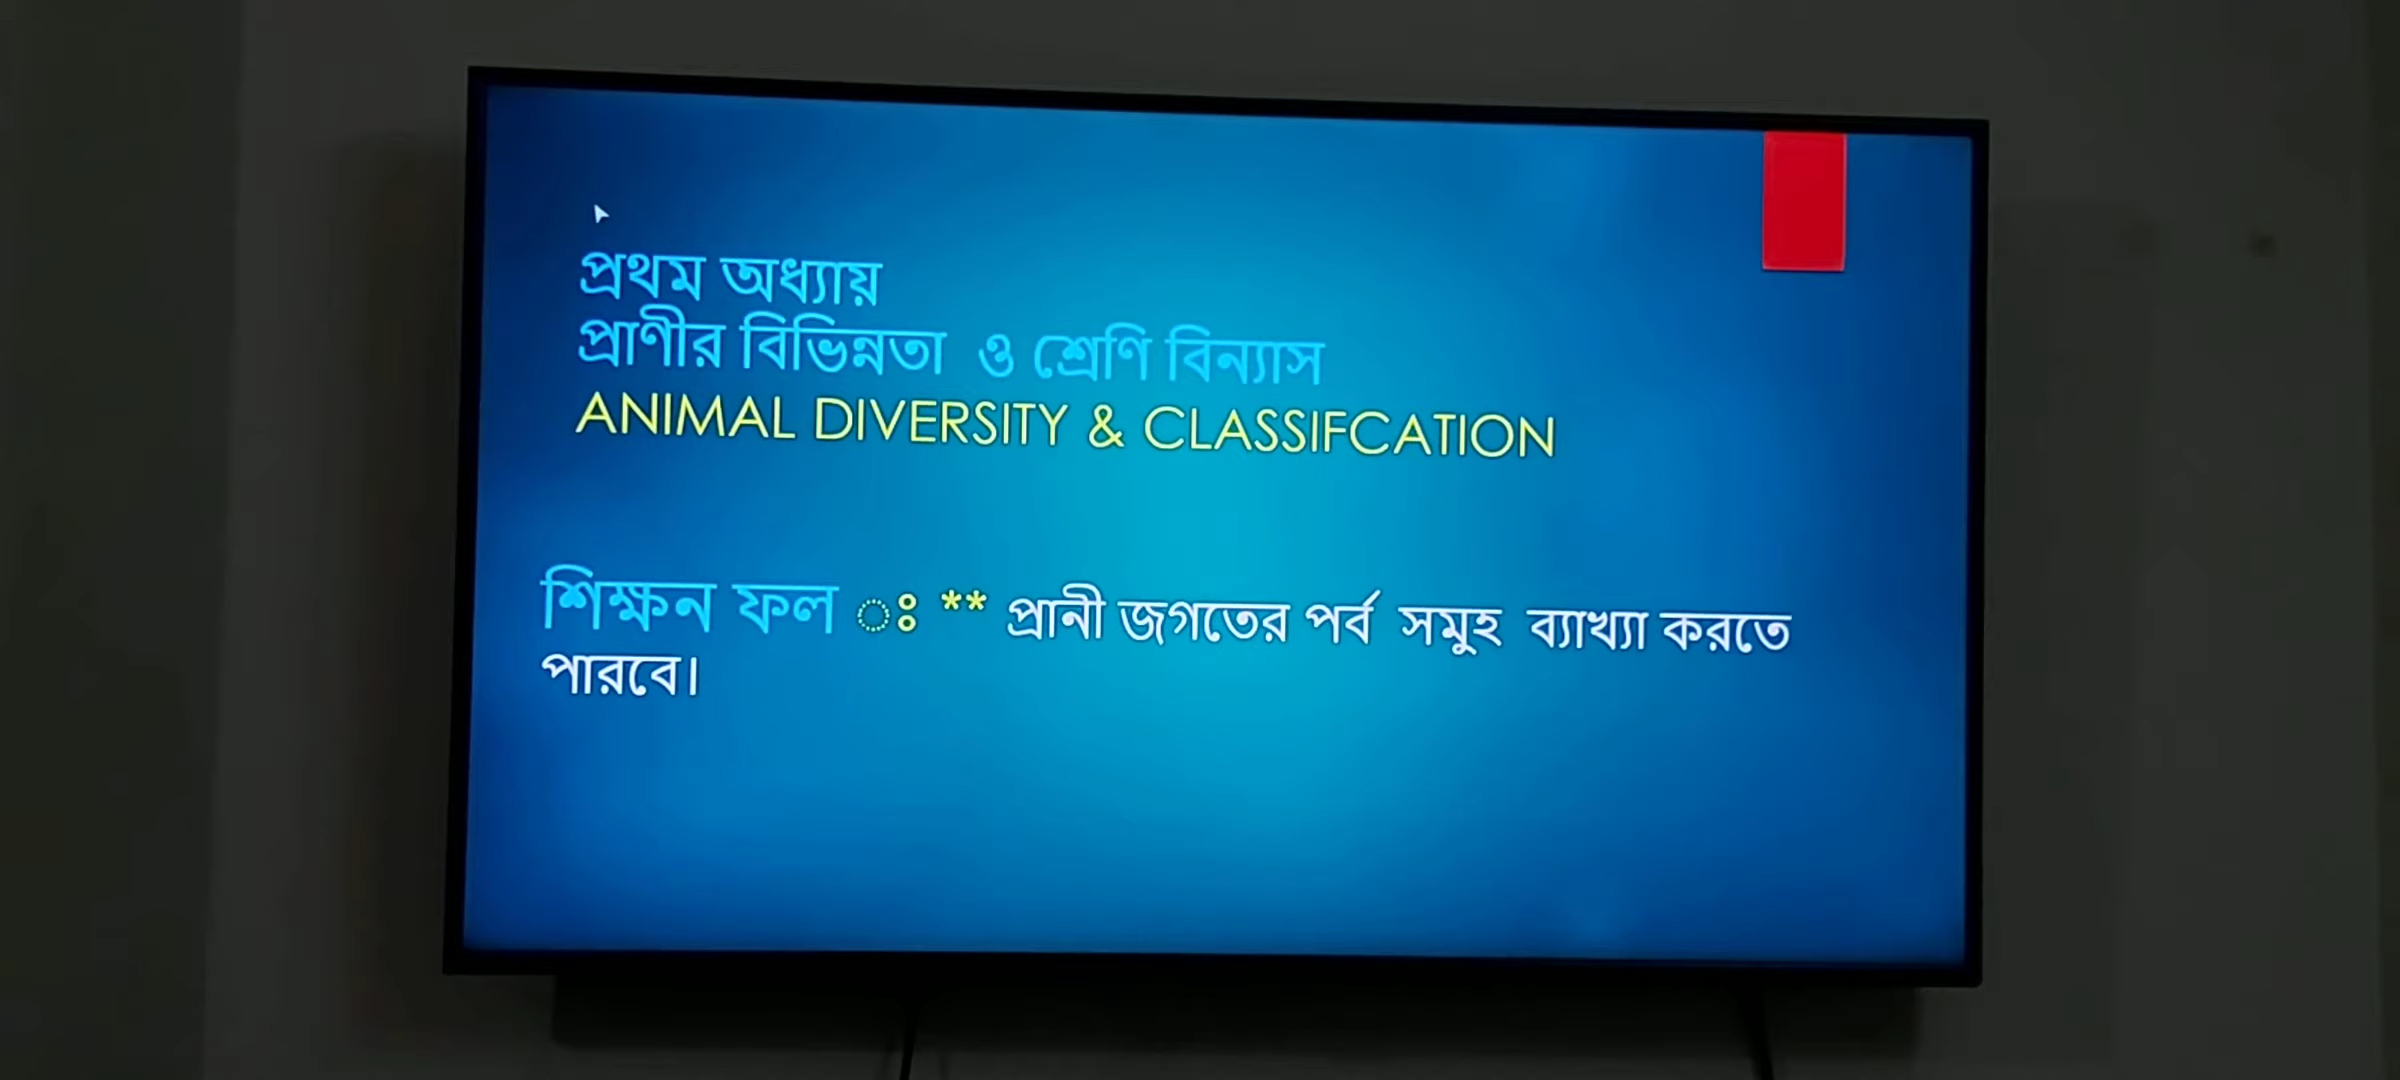 প্রথম অধ্যায়
প্রাণীর বিভিন্নতা ও শ্রেণি বিন্যাস
ANIMAL DIVERSITY & CLASSIFCATION
শিক্ষন ফল ঃ ** প্রানী জগতের পর্ব সমুহ ব্যাখ্যা করতে
পারবে।